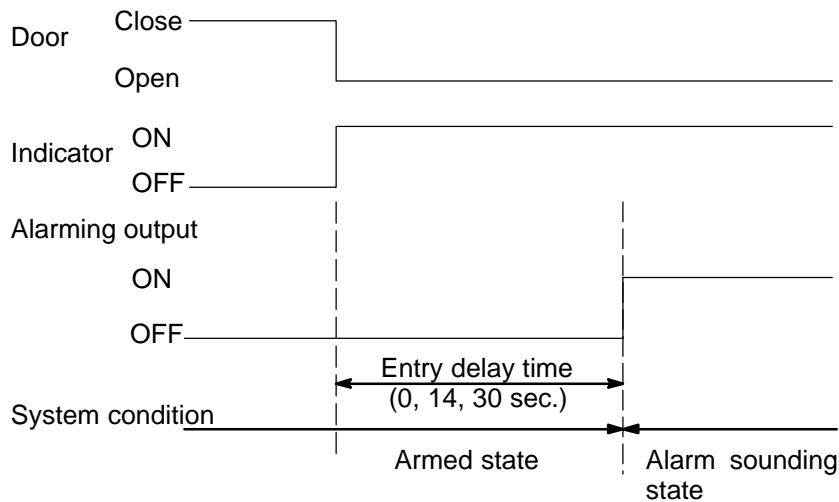 Close
Door
Open
ON
Indicator
OFF
Alarming output
ON
OFF
Entry delay time
(0, 14, 30 sec.)
System condition
Armed state
Alarm sounding
state